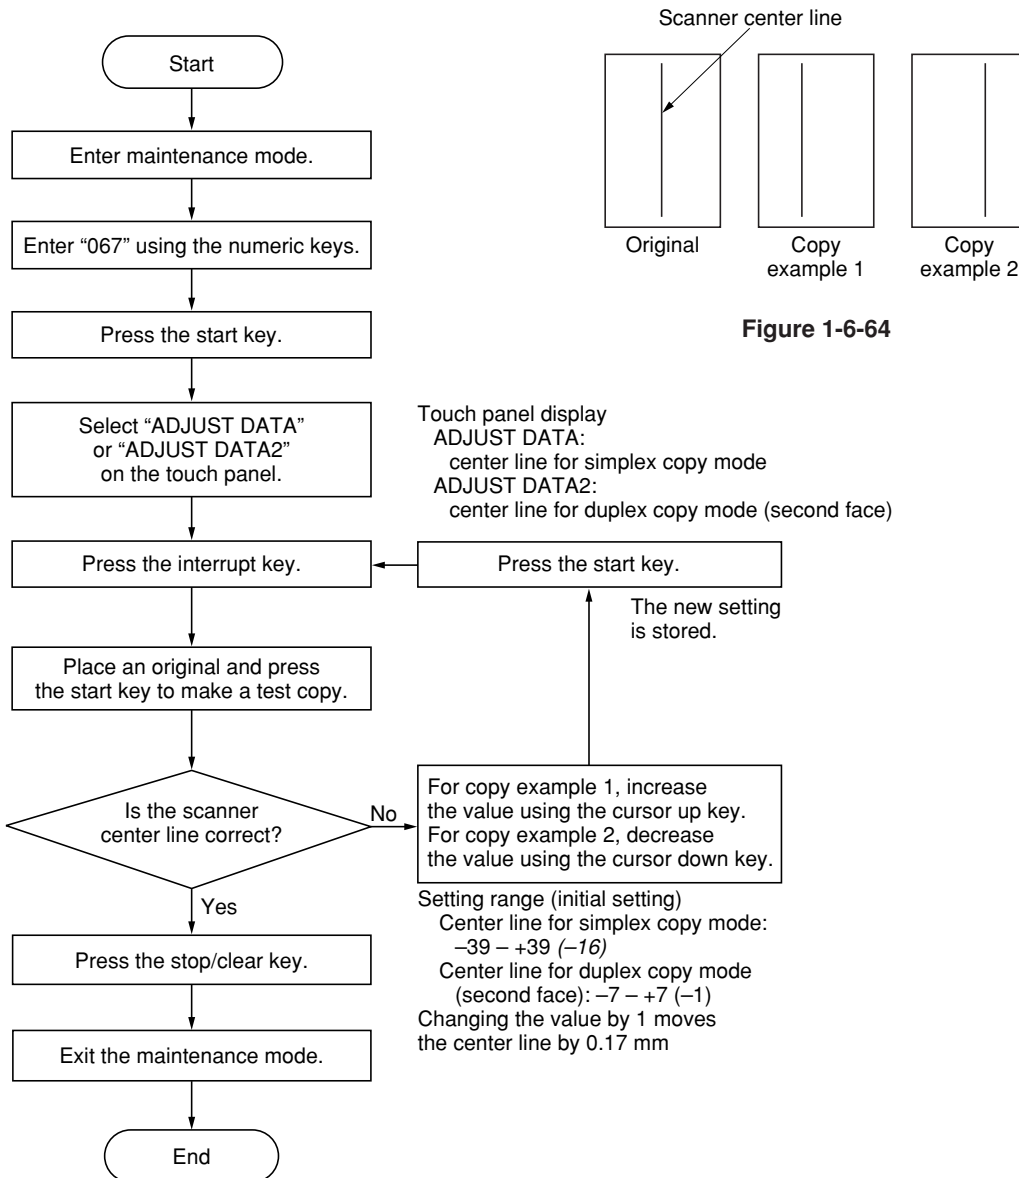 Start
Enter maintenance mode.
Enter “067” using the numeric keys.
Press the start key.
Select “ADJUST DATA”
or “ADJUST DATA2”
on the touch panel.
Press the interrupt key.
Place an original and press
the start key to make a test copy.
Is the scanner
center line correct?
Yes
No
Press the stop/clear key.
Exit the maintenance mode.
End
Scanner center line
Original
Copy
example 1
Copy
example 2
Figure 1-6-64
Touch panel display
ADJUST DATA:
center line for simplex copy mode
ADJUST DATA2:
center line for duplex copy mode (second face)
Press the start key.
The new setting
is stored.
For copy example 1, increase
the value using the cursor up key.
For copy example 2, decrease
the value using the cursor down key.
Setting range (initial setting)
Center line for simplex copy mode:
–39 – +39 (–16)
Center line for duplex copy mode
(second face): –7 – +7 (–1)
Changing the value by 1 moves
the center line by 0.17 mm